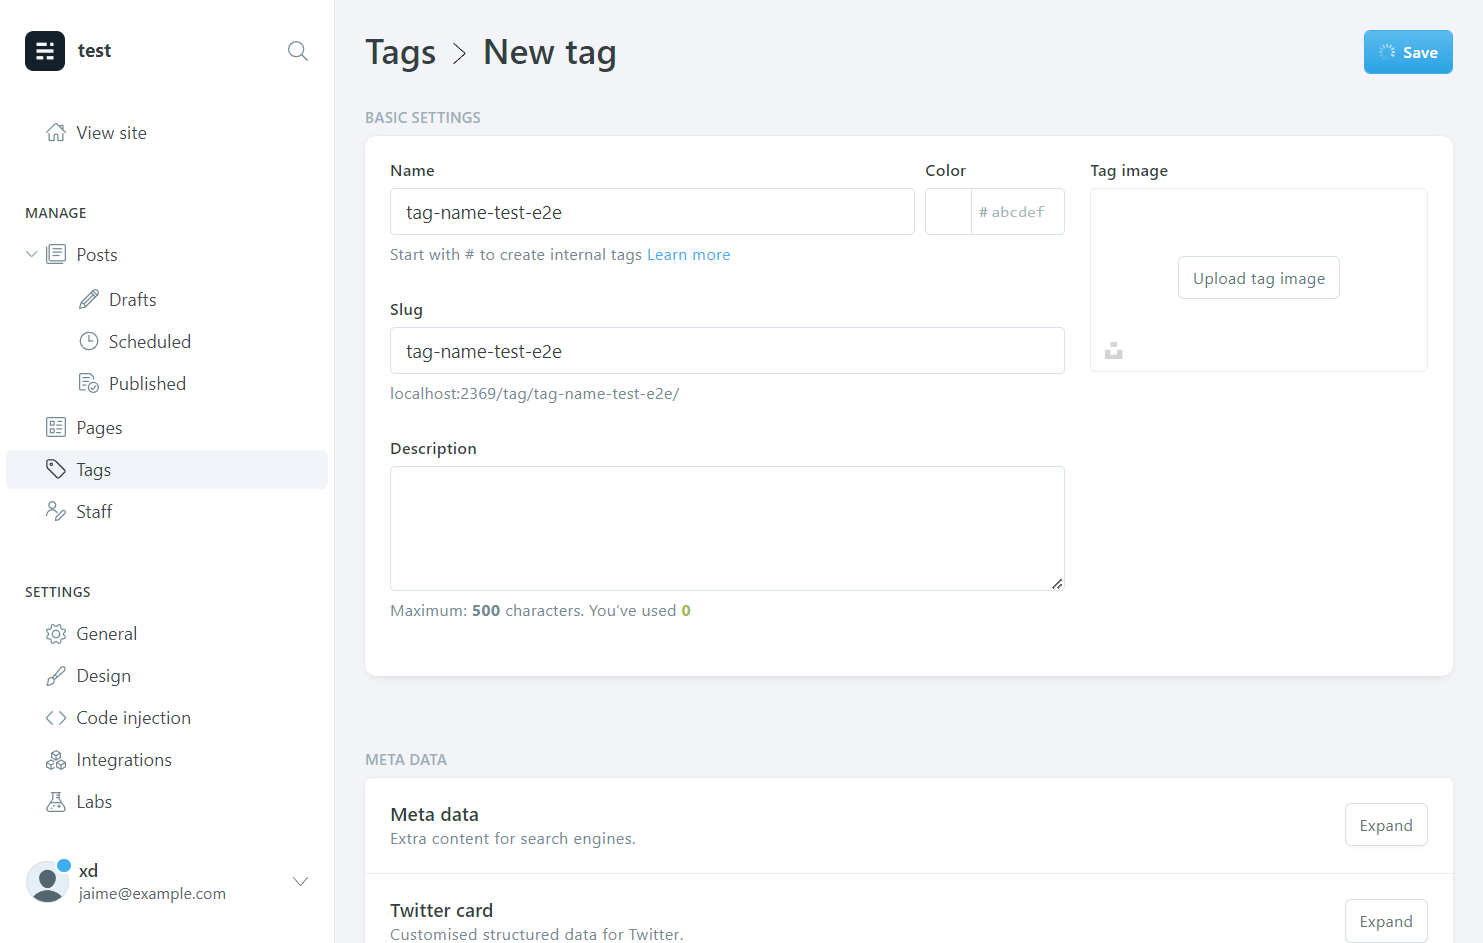 test
View site
MANAGE
Posts
Drafts
Scheduled
Published
Pages
Tags
Staff
SETTINGS
General
Design
Code injection
Integrations
Labs
xd
jaime@example.com
Tags > New tag
Save
BASIC SETTINGS
Name
tag-name-test-e2e
Start with # to create internal tags Learn more
Color
# abcdef
Tag image
Upload tag image
Slug
tag-name-test-e2e
localhost:2369/tag/tag-name-test-e2e/
Description
Maximum: 500 characters. You’ve used 0
META DATA
Meta data
Extra content for search engines.
Expand
Twitter card
Customised structured data for Twitter.
Expand